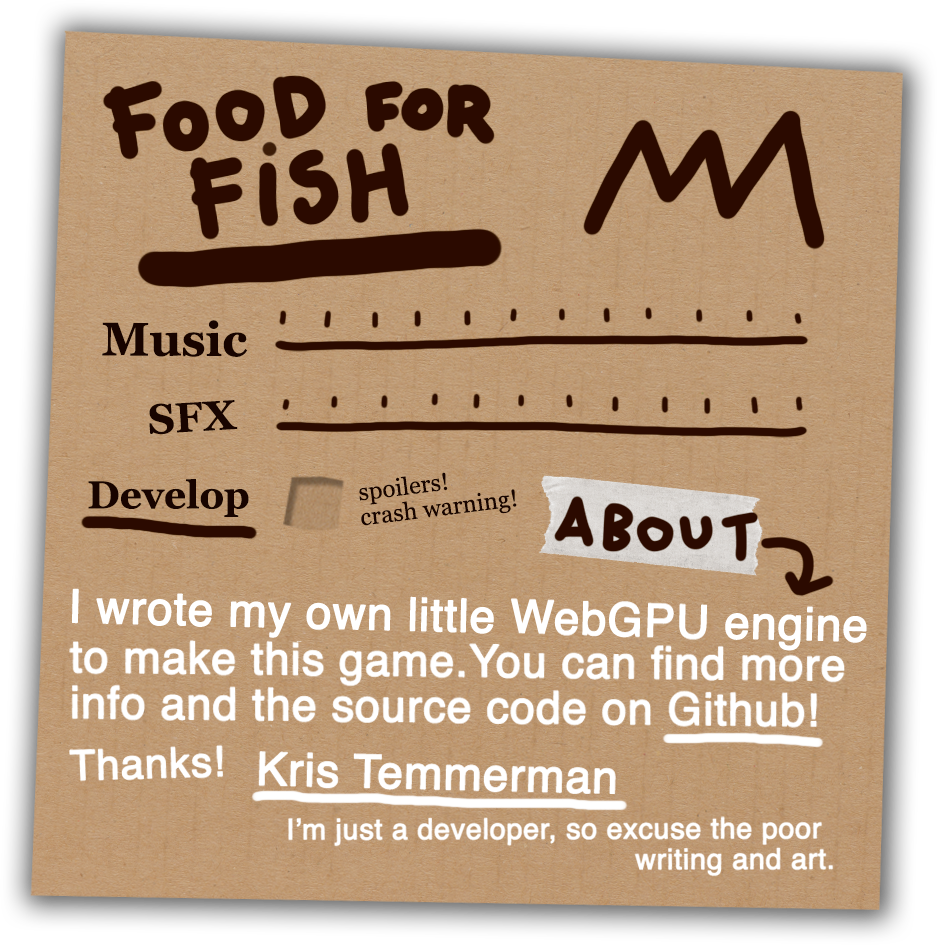 FOOD FOR
FiSH
Music
SFX
Develop
spoilers!
crash warning!
ABOUT
I wrote my own little WebGPU engine
to make this game. You can find more
info and the source code on Github!
Thanks! Kris Temmerman
I'm just a developer, so excuse the poor
writing and art.